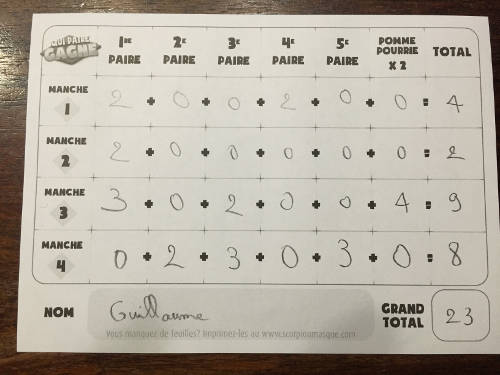 QUI PAIRE GAGNE 1RE PAIRE 2E PAIRE 3E PAIRE 4E PAIRE 5E PAIRE POMME POURRIE X 2 TOTAL
MANCHE 1 2 + 0 + 0 + 2 + 0 + 0 = 4
MANCHE 2 2 + 0 + 0 + 0 + 0 + 0 = 2
MANCHE 3 3 + 0 + 2 + 0 + 0 + 4 = 9
MANCHE 4 0 + 2 + 3 + 0 + 3 + 0 = 8
NOM Guillaume GRAND TOTAL 23
Vous manquez de feuilles? Imprimez-les au www.scorpionmasque.com